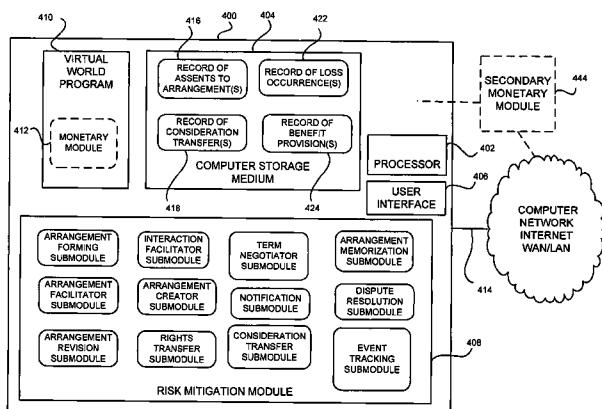 410
416
400
404
422
VIRTUAL
WORLD
PROGRAM
412
MONETARY
MODULE
RECORD OF
ASSENTS TO
ARRANGEMENT(S)
RECORD OF LOSS
OCCURRENCE(S)
RECORD OF
CONSIDERATION
TRANSFER(S)
RECORD OF
BENEFIT
PROVISION(S)
COMPUTER STORAGE
MEDIUM
418
424
SECONDARY
MONETARY
MODULE
444
PROCESSOR
402
USER
INTERFACE
406
COMPUTER
NETWORK
INTERNET
WAN/LAN
414
ARRANGEMENT
FORMING
SUBMODULE
INTERACTION
FACILITATOR
SUBMODULE
TERM
NEGOTIATOR
SUBMODULE
ARRANGEMENT
MEMORIZATION
SUBMODULE
ARRANGEMENT
FACILITATOR
SUBMODULE
ARRANGEMENT
CREATOR
SUBMODULE
NOTIFICATION
SUBMODULE
DISPUTE
RESOLUTION
SUBMODULE
ARRANGEMENT
REVISION
SUBMODULE
RIGHTS
TRANSFER
SUBMODULE
CONSIDERATION
TRANSFER
SUBMODULE
EVENT
TRACKING
SUBMODULE
408
RISK MITIGATION MODULE